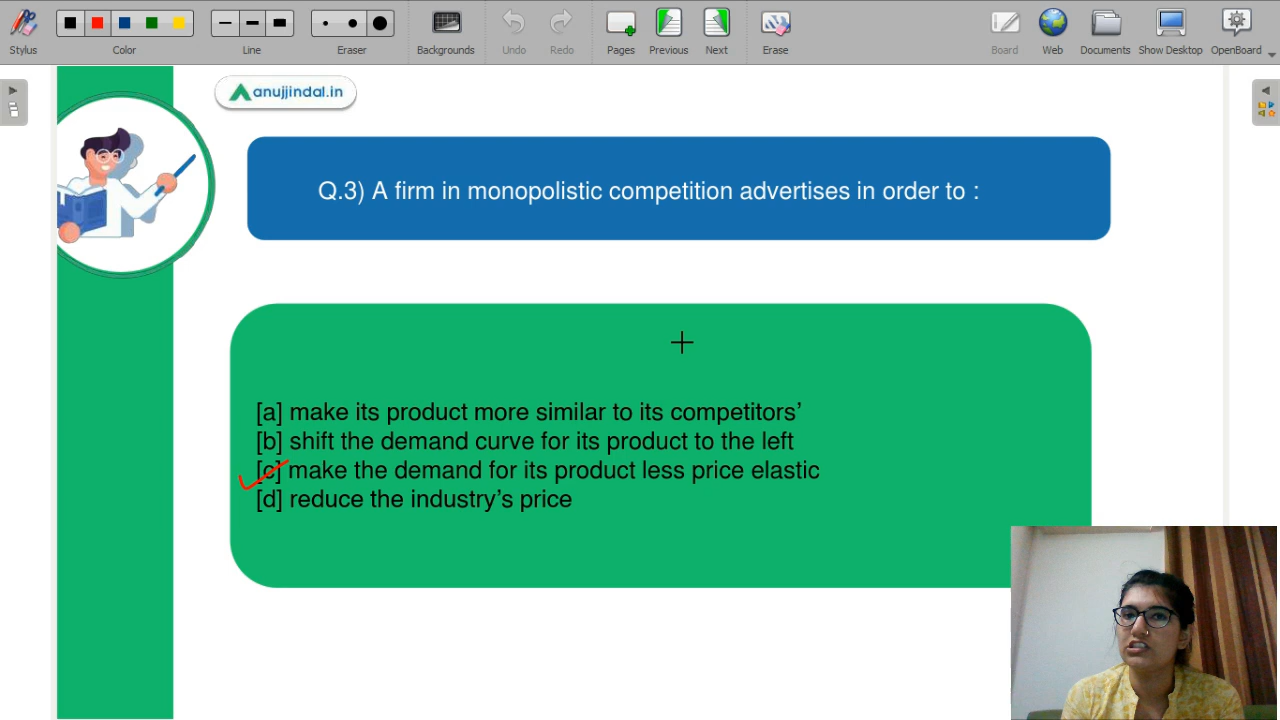 Stylus
Color
Line
Eraser
Backgrounds
Undo
Redo
Pages
Previous
Next
Erase
Board
Web
Documents
Show Desktop
OpenBoard
anujjindal.in
Q.3) A firm in monopolistic competition advertises in order to :
[a] make its product more similar to its competitors’
[b] shift the demand curve for its product to the left
[c] make the demand for its product less price elastic
[d] reduce the industry’s price